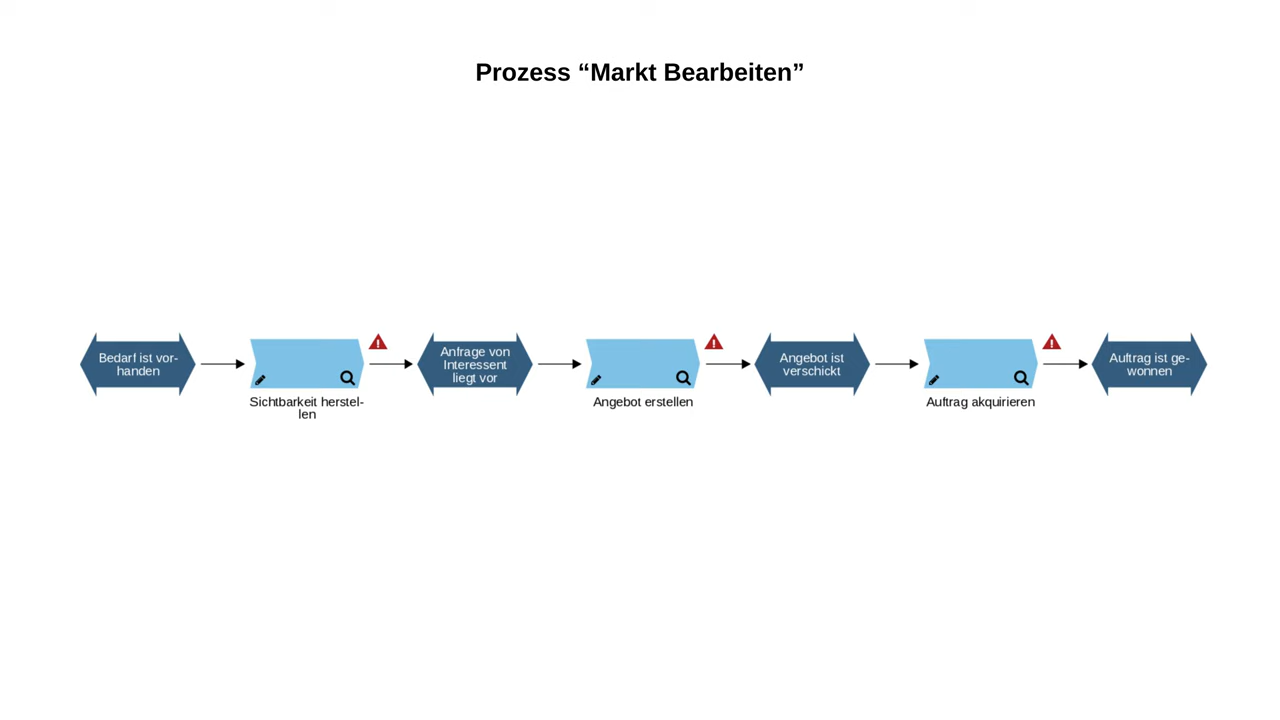 Prozess “Markt Bearbeiten”
Bedarf ist vor-
handen
Sichtbarkeit herstel-
len
Anfrage von
Interessent
liegt vor
Angebot erstellen
Angebot ist
verschickt
Auftrag akquirieren
Auftrag ist ge-
wonnen